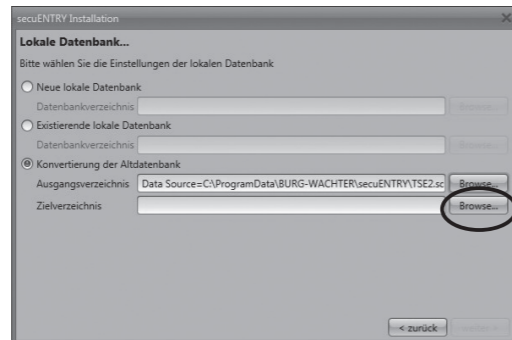 secuENTRY Installation
Lokale Datenbank...
Bitte wählen Sie die Einstellungen der lokalen Datenbank
Neue lokale Datenbank
Datenbankverzeichnis Browse...
Existierende lokale Datenbank
Datenbankverzeichnis Browse...
Konvertierung der Altdatenbank
Ausgangsverzeichnis Data Source=C:\ProgramData\BURG-WACHTER\secuENTRY\TSE2.sc Browse...
Zielverzeichnis Browse...
< zurück weiter >